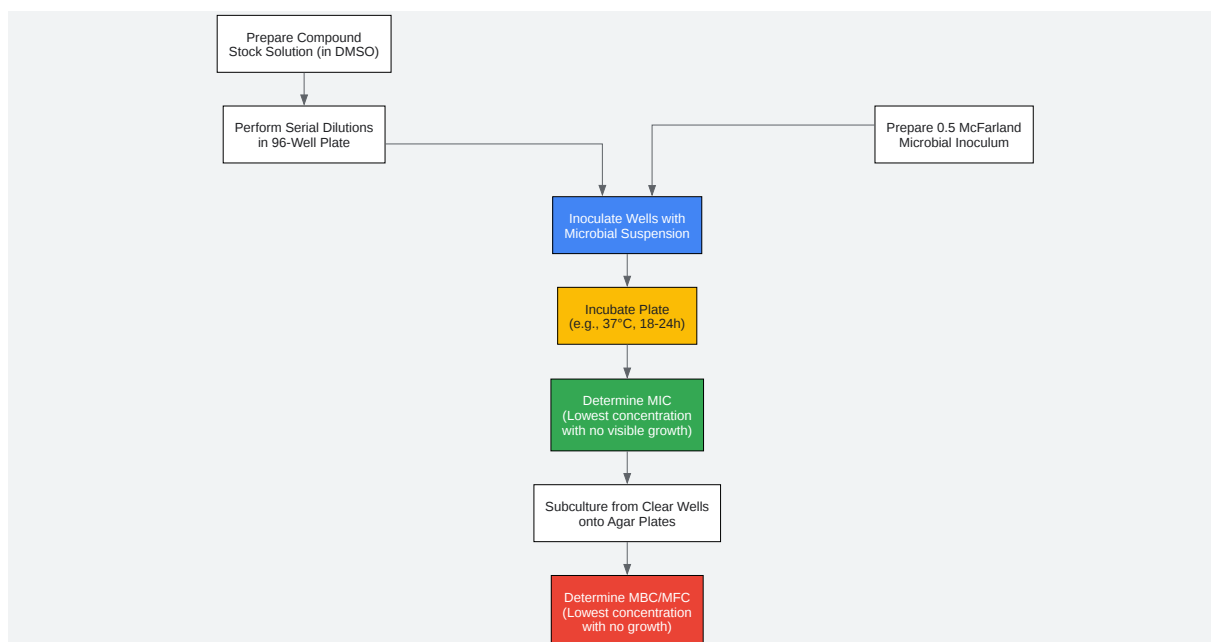 Prepare Compound
Stock Solution (in DMSO)
Perform Serial Dilutions
in 96-Well Plate
Prepare 0.5 McFarland
Microbial Inoculum
Inoculate Wells with
Microbial Suspension
Incubate Plate
(e.g., 37°C, 18-24h)
Determine MIC
(Lowest concentration
with no visible growth)
Subculture from Clear Wells
onto Agar Plates
Determine MBC/MFC
(Lowest concentration
with no growth)